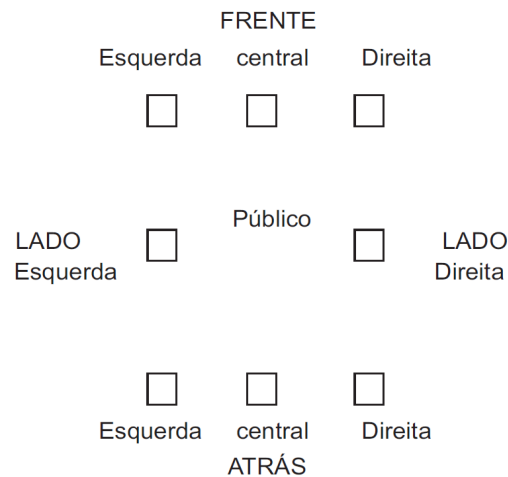 FRENTE
Esquerda central Direita
Público
LADO
Esquerda
LADO
Direita
Esquerda central Direita
ATRÁS